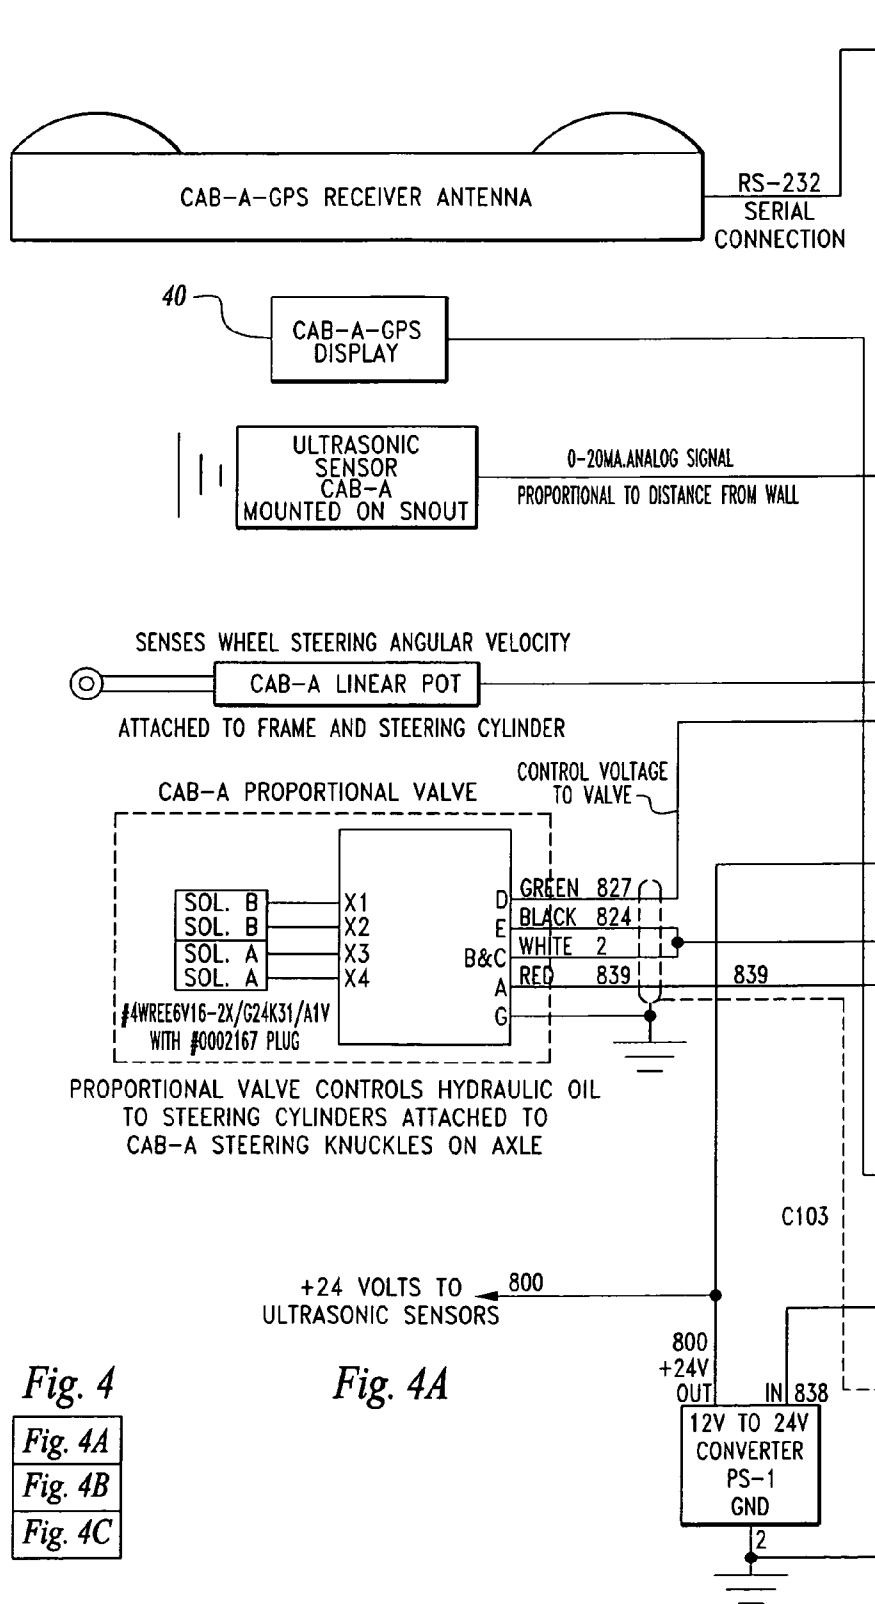 CAB-A-GPS RECEIVER ANTENNA
RS-232
SERIAL
CONNECTION
40
CAB-A-GPS
DISPLAY
ULTRASONIC
SENSOR
CAB-A
MOUNTED ON SNOUT
0-20MA.ANALOG SIGNAL
PROPORTIONAL TO DISTANCE FROM WALL
SENSES WHEEL STEERING ANGULAR VELOCITY
CAB-A LINEAR POT
ATTACHED TO FRAME AND STEERING CYLINDER
CONTROL VOLTAGE
TO VALVE
CAB-A PROPORTIONAL VALVE
SOL. B X1 D GREEN 827
SOL. B X2 E BLACK 824
SOL. A X3 B&C WHITE 2
SOL. A X4 A RED 839 839
G
#4WREE6V16-2X/G24K31/A1V
WITH #0002167 PLUG
PROPORTIONAL VALVE CONTROLS HYDRAULIC OIL
TO STEERING CYLINDERS ATTACHED TO
CAB-A STEERING KNUCKLES ON AXLE
C103
+24 VOLTS TO
ULTRASONIC SENSORS
800
800
+24V
OUT IN 838
12V TO 24V
CONVERTER
PS-1
GND
2
Fig. 4
Fig. 4A
Fig. 4A
Fig. 4B
Fig. 4C